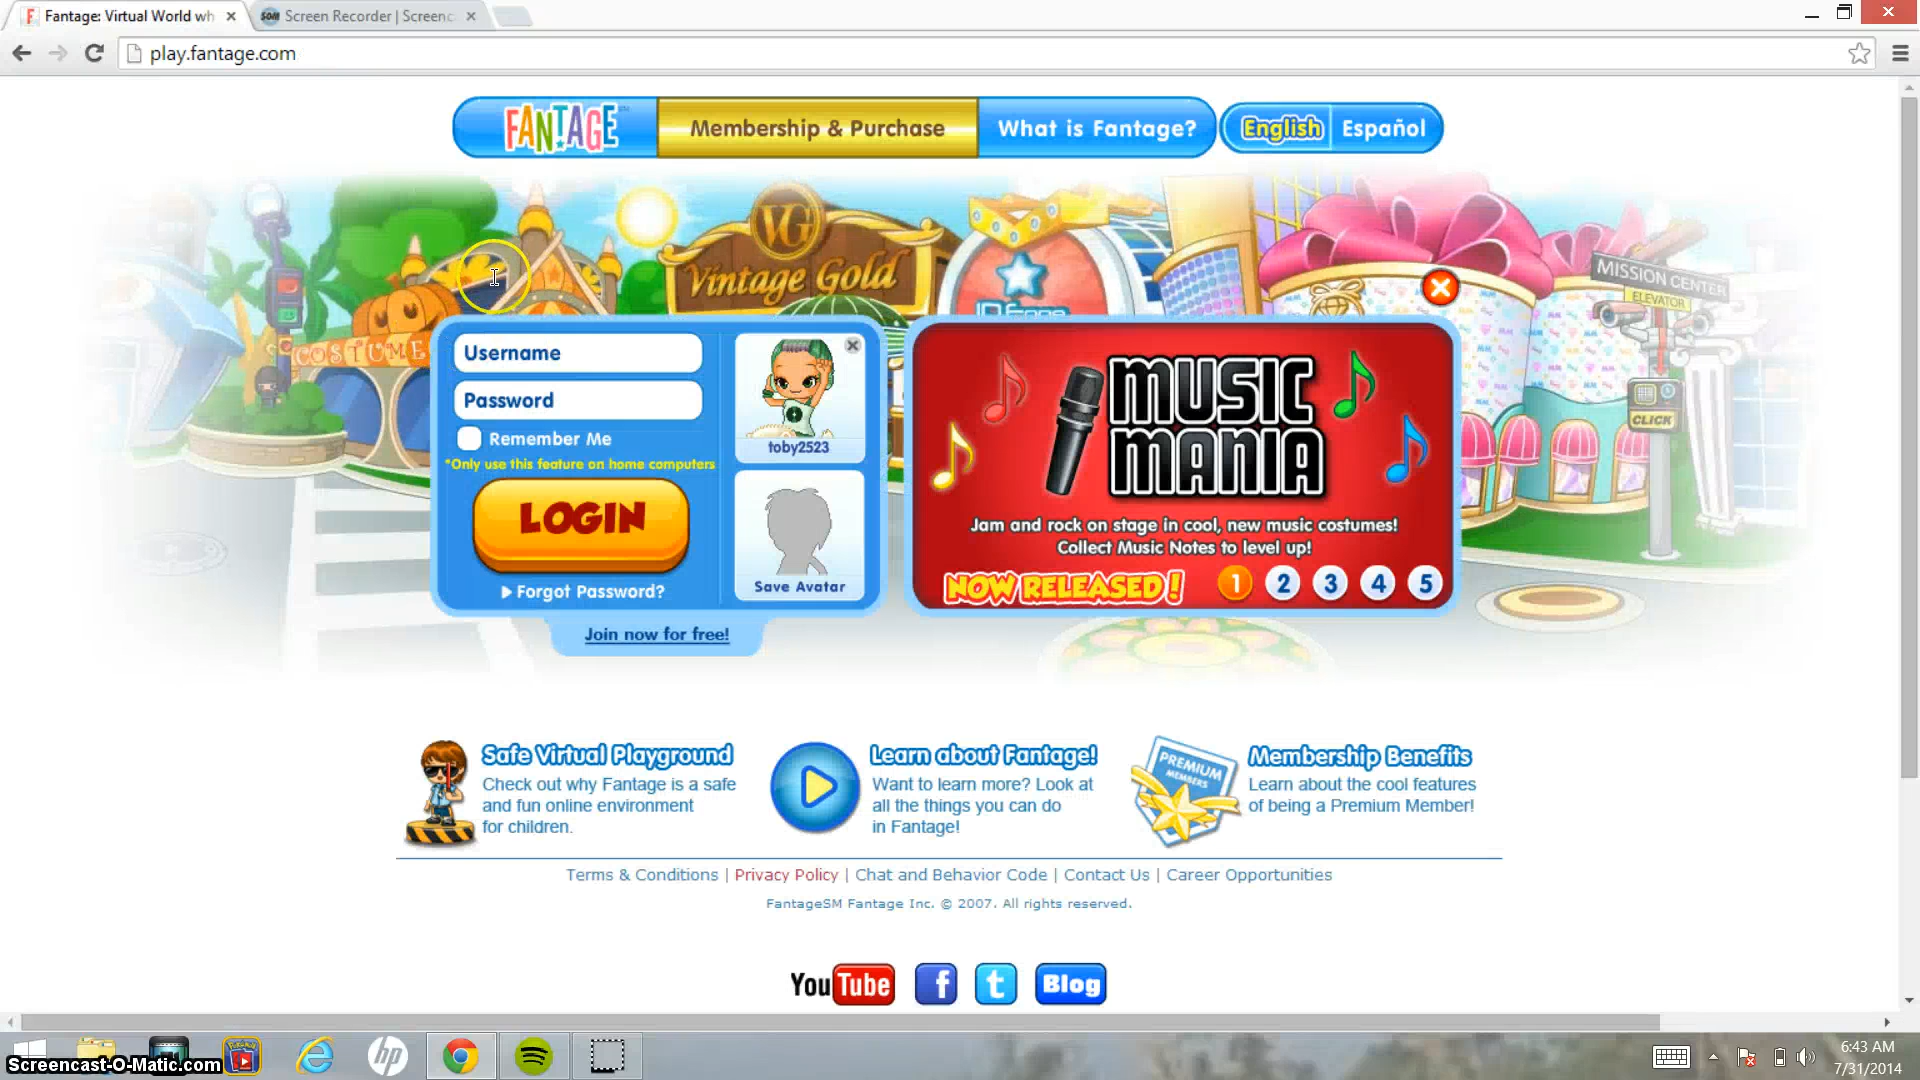 Fantage: Virtual World wh
Screen Recorder | Screenc
play.fantage.com
FANTAGE
Membership & Purchase
What is Fantage?
English
Español
VG
Vintage Gold
MISSION CENTER
ELEVATOR
COSTUME
CLICK
Username
Password
Remember Me
*Only use this feature on home computers
LOGIN
Forgot Password?
Join now for free!
toby2523
Save Avatar
MUSIC
MANIA
Jam and rock on stage in cool, new music costumes!
Collect Music Notes to level up!
NOW RELEASED!
1 2 3 4 5
Safe Virtual Playground
Check out why Fantage is a safe
and fun online environment
for children.
Learn about Fantage!
Want to learn more? Look at
all the things you can do
in Fantage!
PREMIUM
MEMBERS
Membership Benefits
Learn about the cool features
of being a Premium Member!
Terms & Conditions | Privacy Policy | Chat and Behavior Code | Contact Us | Career Opportunities
FantageSM Fantage Inc. © 2007. All rights reserved.
YouTube
f
t
Blog
hp
6:43 AM
7/31/2014
Screencast-O-Matic.com